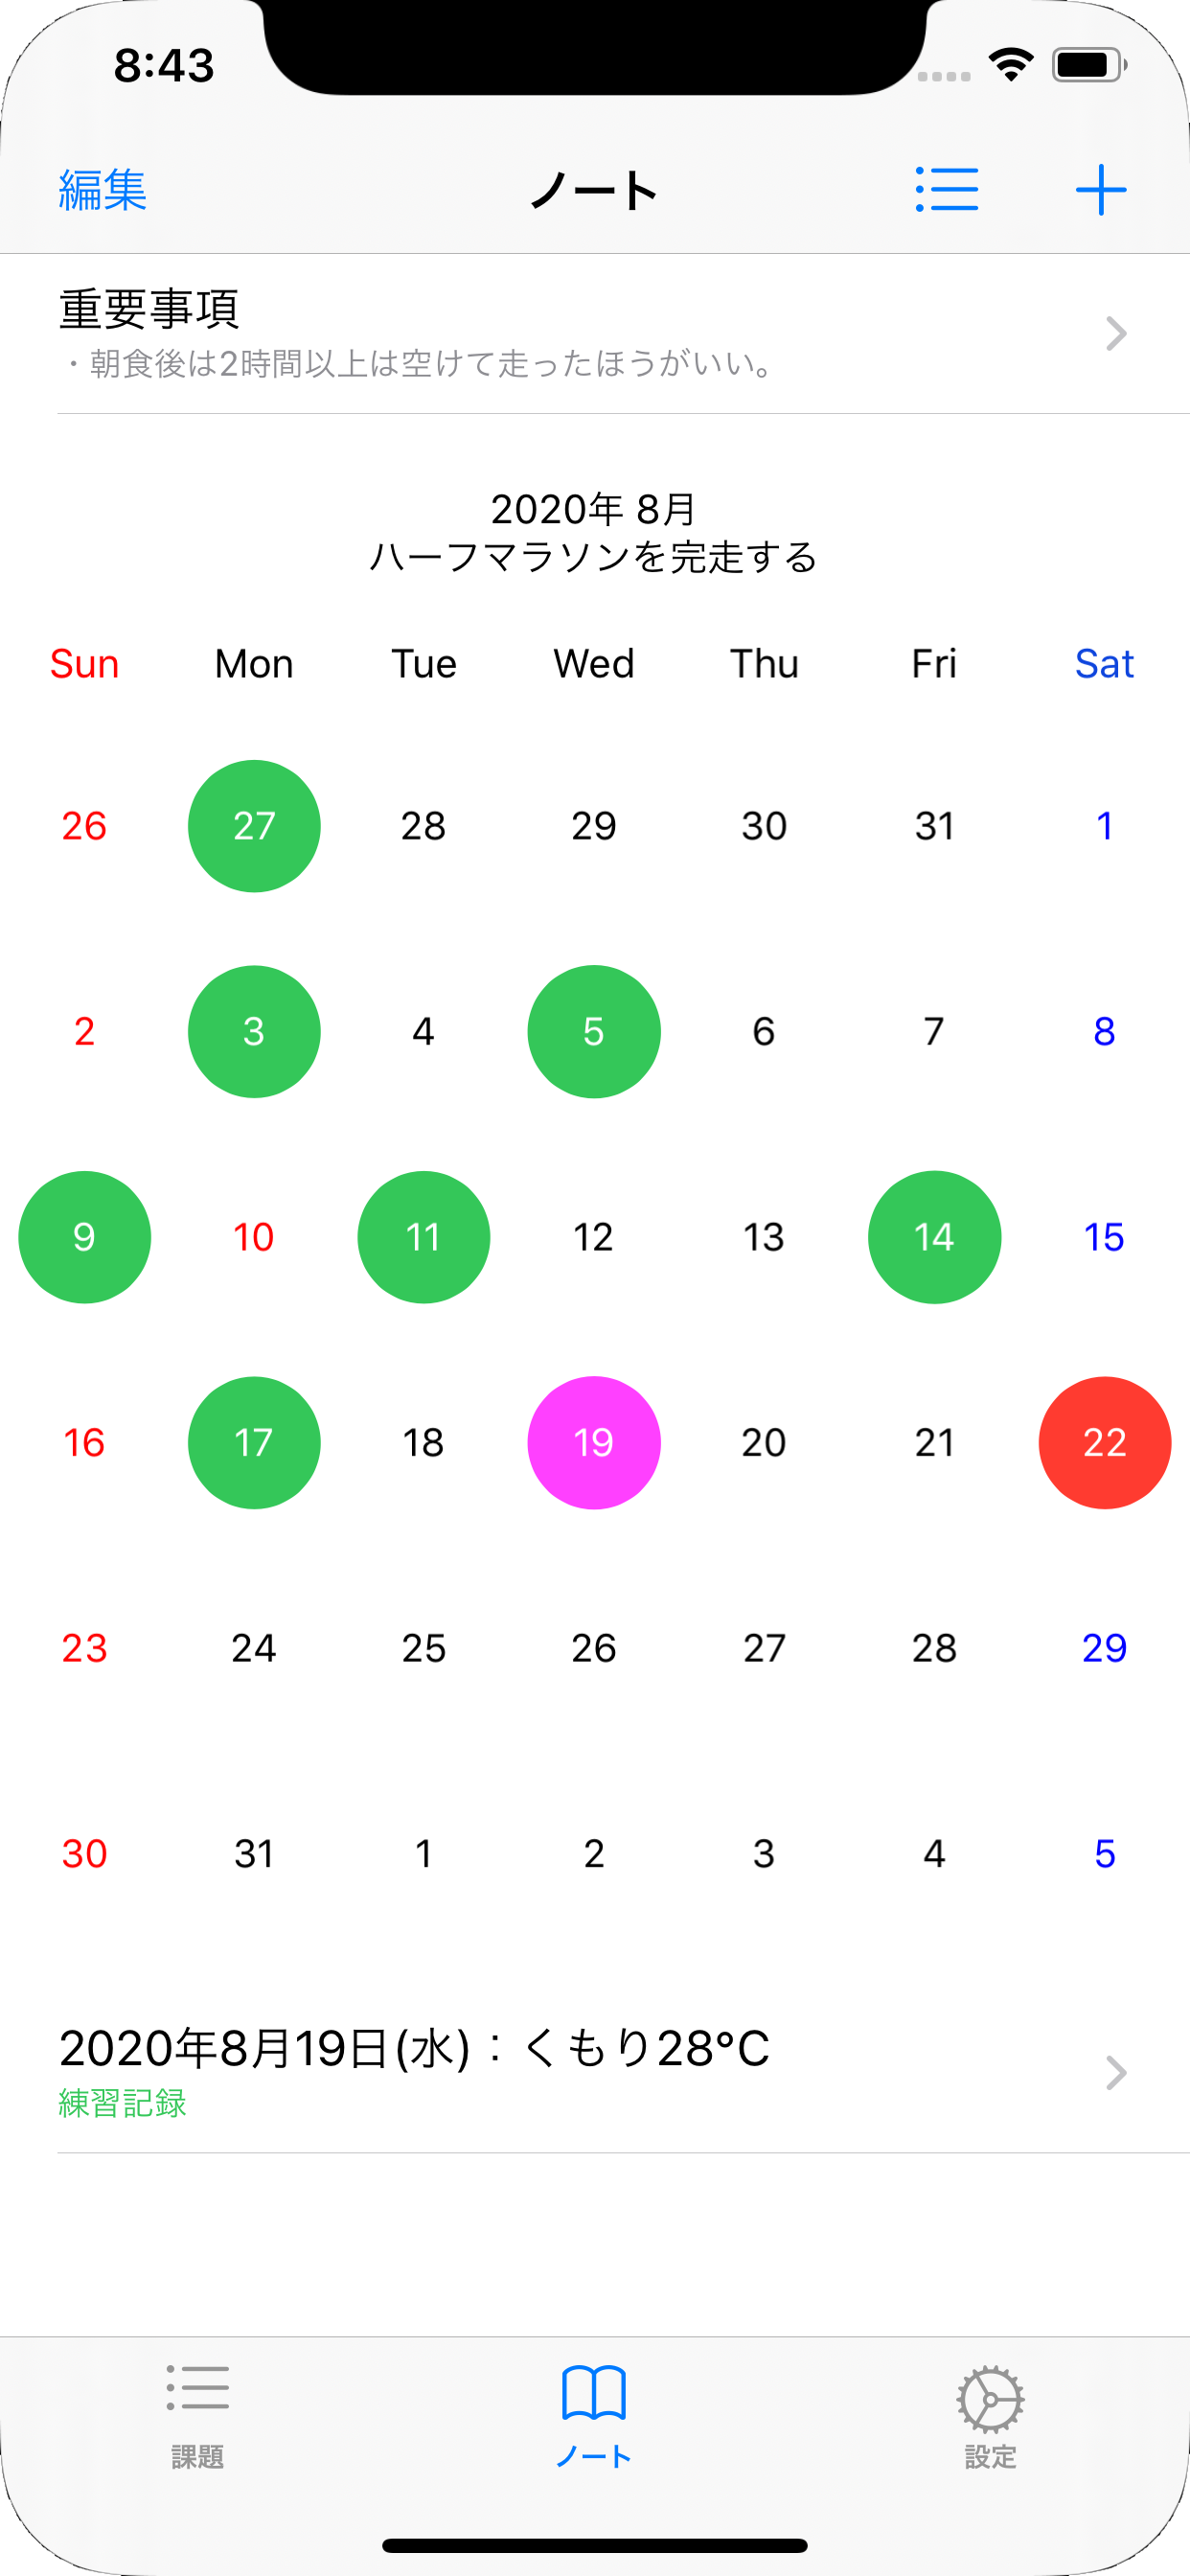 8:43
編集 ノート
重要事項
・朝食後は2時間以上は空けて走ったほうがいい。
2020年 8月
ハーフマラソンを完走する
Sun Mon Tue Wed Thu Fri Sat
26 27 28 29 30 31 1
2 3 4 5 6 7 8
9 10 11 12 13 14 15
16 17 18 19 20 21 22
23 24 25 26 27 28 29
30 31 1 2 3 4 5
2020年8月19日(水)：くもり28°C
練習記録
課題 ノート 設定